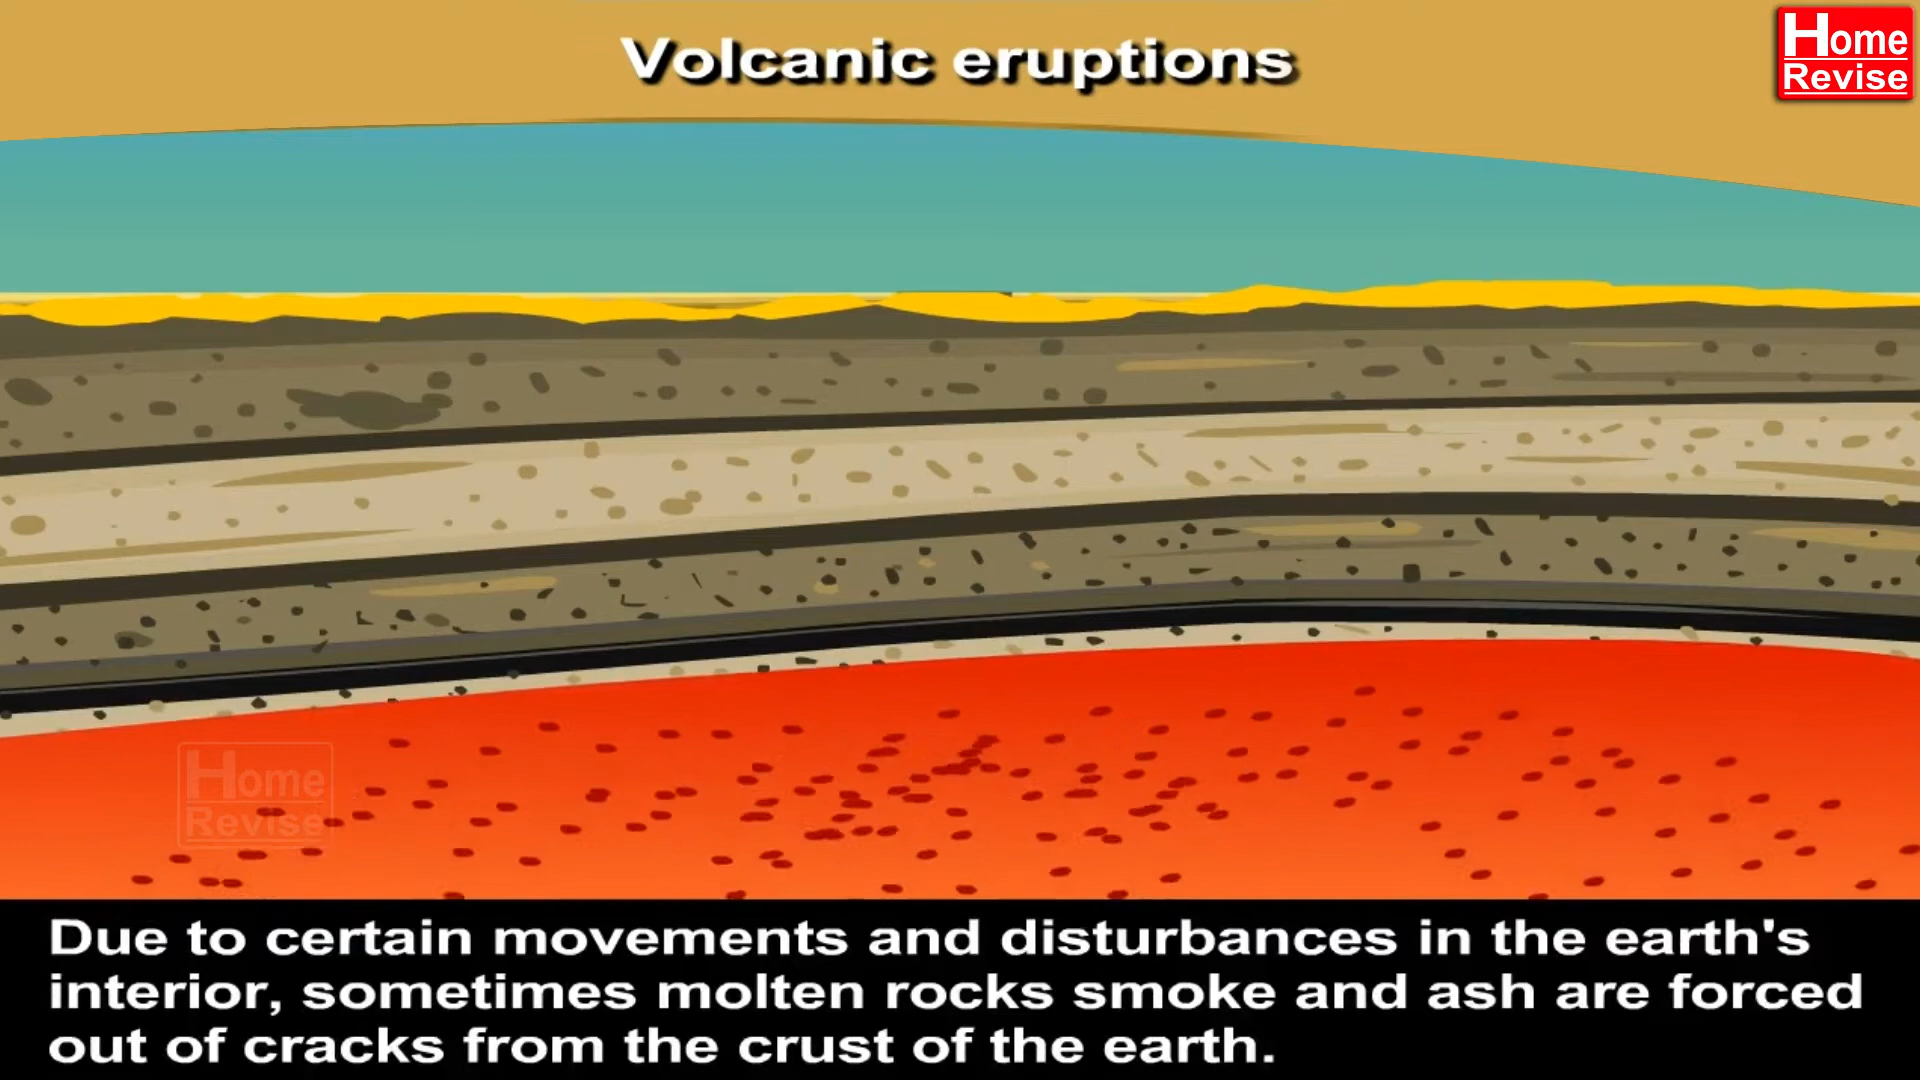 Volcanic eruptions
Home
Revise
Home
Revise
Due to certain movements and disturbances in the earth's
interior, sometimes molten rocks smoke and ash are forced
out of cracks from the crust of the earth.